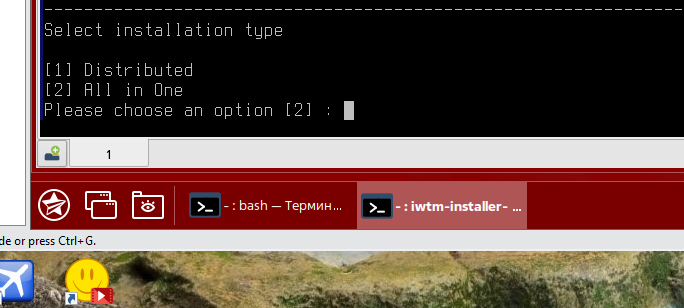 Select installation type
[1] Distributed
[2] All in One
Please choose an option [2] :
1
- : bash — Термин...
- : iwtm-installer- ...
de or press Ctrl+G.